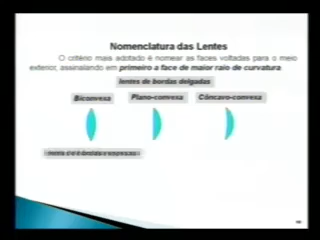 Nomenclatura das Lentes
O critério mais adotado é nomear as faces voltadas para o meio
exterior, assinalando em primeiro a face de maior raio de curvatura
lentes de bordas delgadas
Biconvexa Plano-convexa Côncavo-convexa